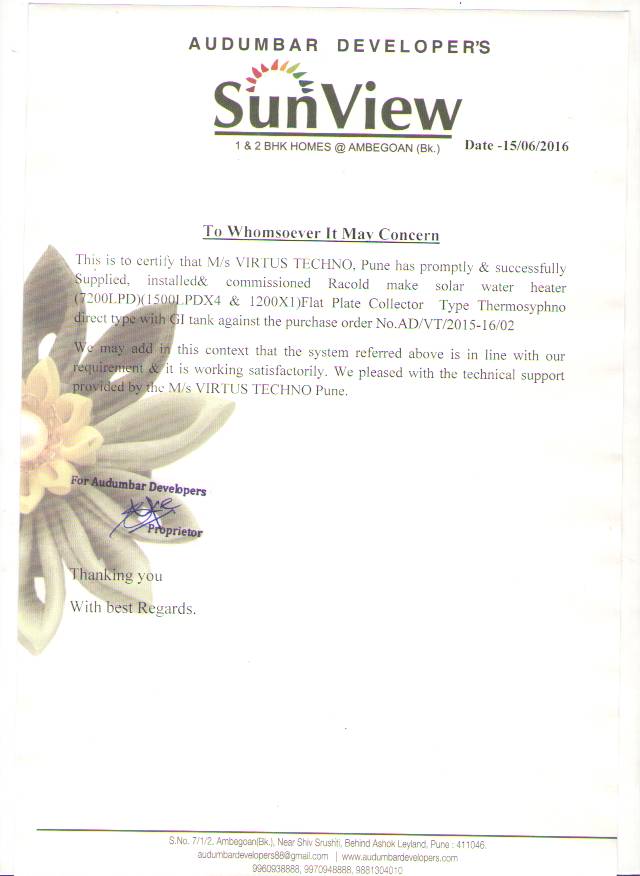 AUDUMBAR DEVELOPER'S
SunView
1 & 2 BHK HOMES @ AMBEGOAN (Bk.)
Date -15/06/2016
To Whomsoever It May Concern
This is to certify that M/s VIRTUS TECHNO, Pune has promptly & successfully
Supplied, installed& commissioned Racold make solar water heater
(7200LPD)(1500LPDX4 & 1200X1)Flat Plate Collector Type Thermosypho
direct type with GI tank against the purchase order No.AD/VT/2015-16/02
We may add in this context that the system referred above is in line with our
requirement & it is working satisfactorily. We pleased with the technical support
provided by the M/s VIRTUS TECHNO Pune.
For Audumbar Developers
Proprietor
Thanking you
With best Regards.
S.No. 7/1/2, Ambegoan(Bk.), Near Shiv Srushti, Behind Ashok Leyland, Pune : 411046.
audumbardevelopers88@gmail.com | www.audumbardevelopers.com
9960938888, 9970948888, 9881304010